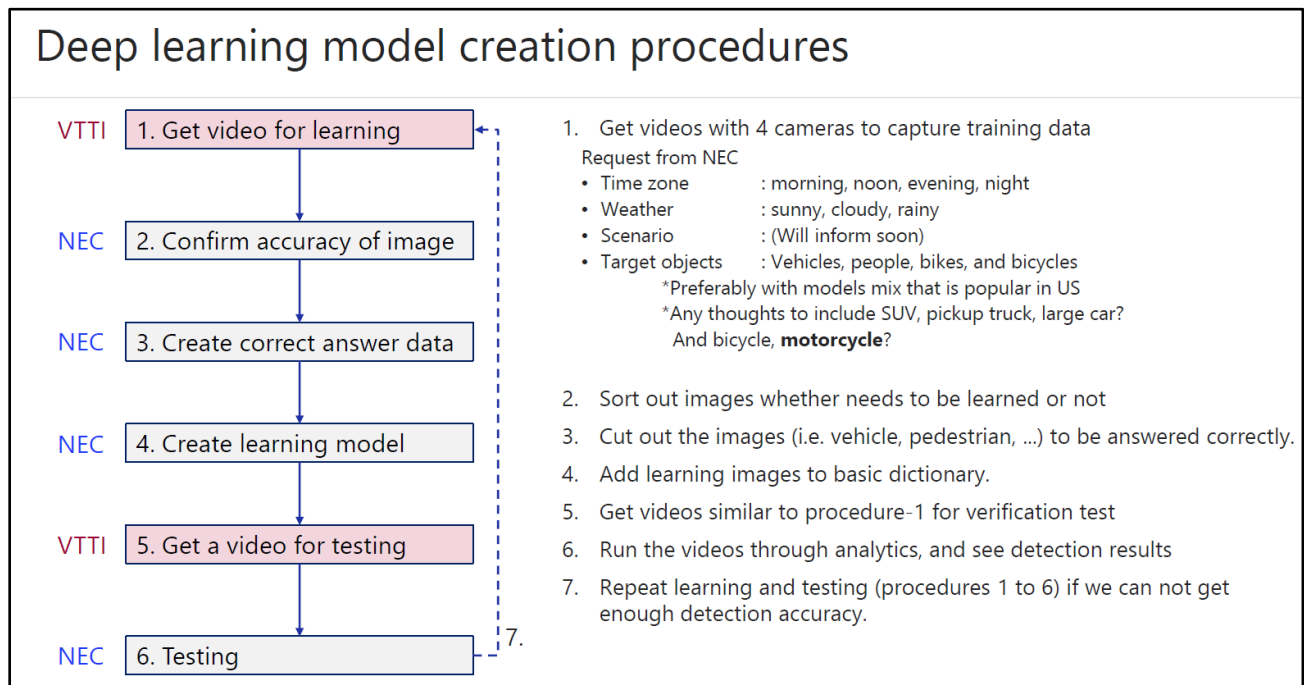 Deep learning model creation procedures
VTTI
1. Get video for learning
NEC
2. Confirm accuracy of image
NEC
3. Create correct answer data
NEC
4. Create learning model
VTTI
5. Get a video for testing
NEC
6. Testing
7.
1. Get videos with 4 cameras to capture training data
Request from NEC
• Time zone : morning, noon, evening, night
• Weather : sunny, cloudy, rainy
• Scenario : (Will inform soon)
• Target objects : Vehicles, people, bikes, and bicycles
*Preferably with models mix that is popular in US
*Any thoughts to include SUV, pickup truck, large car?
And bicycle, motorcycle?
2. Sort out images whether needs to be learned or not
3. Cut out the images (i.e. vehicle, pedestrian, ...) to be answered correctly.
4. Add learning images to basic dictionary.
5. Get videos similar to procedure-1 for verification test
6. Run the videos through analytics, and see detection results
7. Repeat learning and testing (procedures 1 to 6) if we can not get
enough detection accuracy.